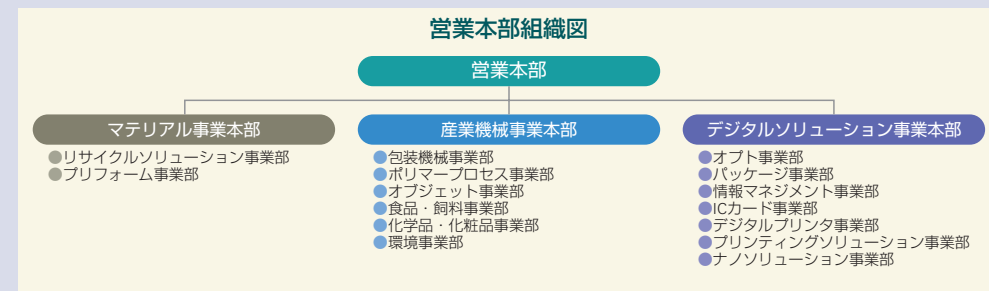 営業本部組織図
営業本部
マテリアル事業本部
●リサイクルソリューション事業部
●プリフォーム事業部
産業機械事業本部
●包装機械事業部
●ポリマープロセス事業部
●オブジェット事業部
●食品・飼料事業部
●化学品・化粧品事業部
●環境事業部
デジタルソリューション事業本部
●オプト事業部
●パッケージ事業部
●情報マネジメント事業部
●ICカード事業部
●デジタルプリンタ事業部
●プリンティングソリューション事業部
●ナノソリューション事業部